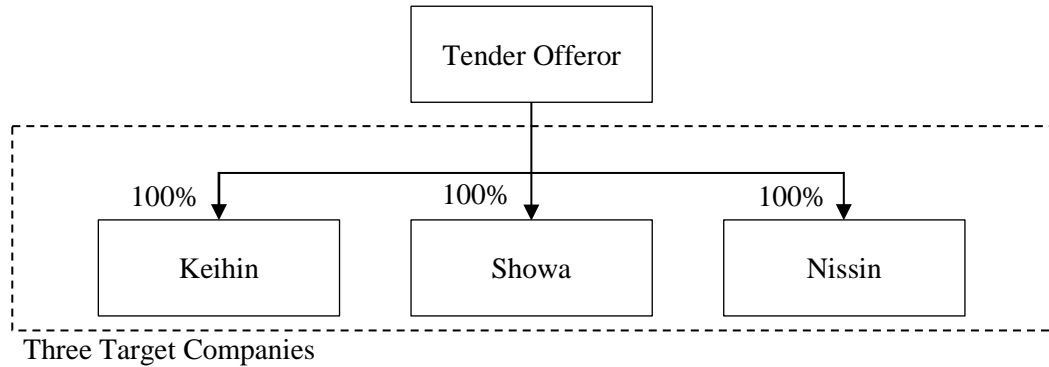 Tender Offeror
100%
100%
100%
Keihin
Showa
Nissin
Three Target Companies